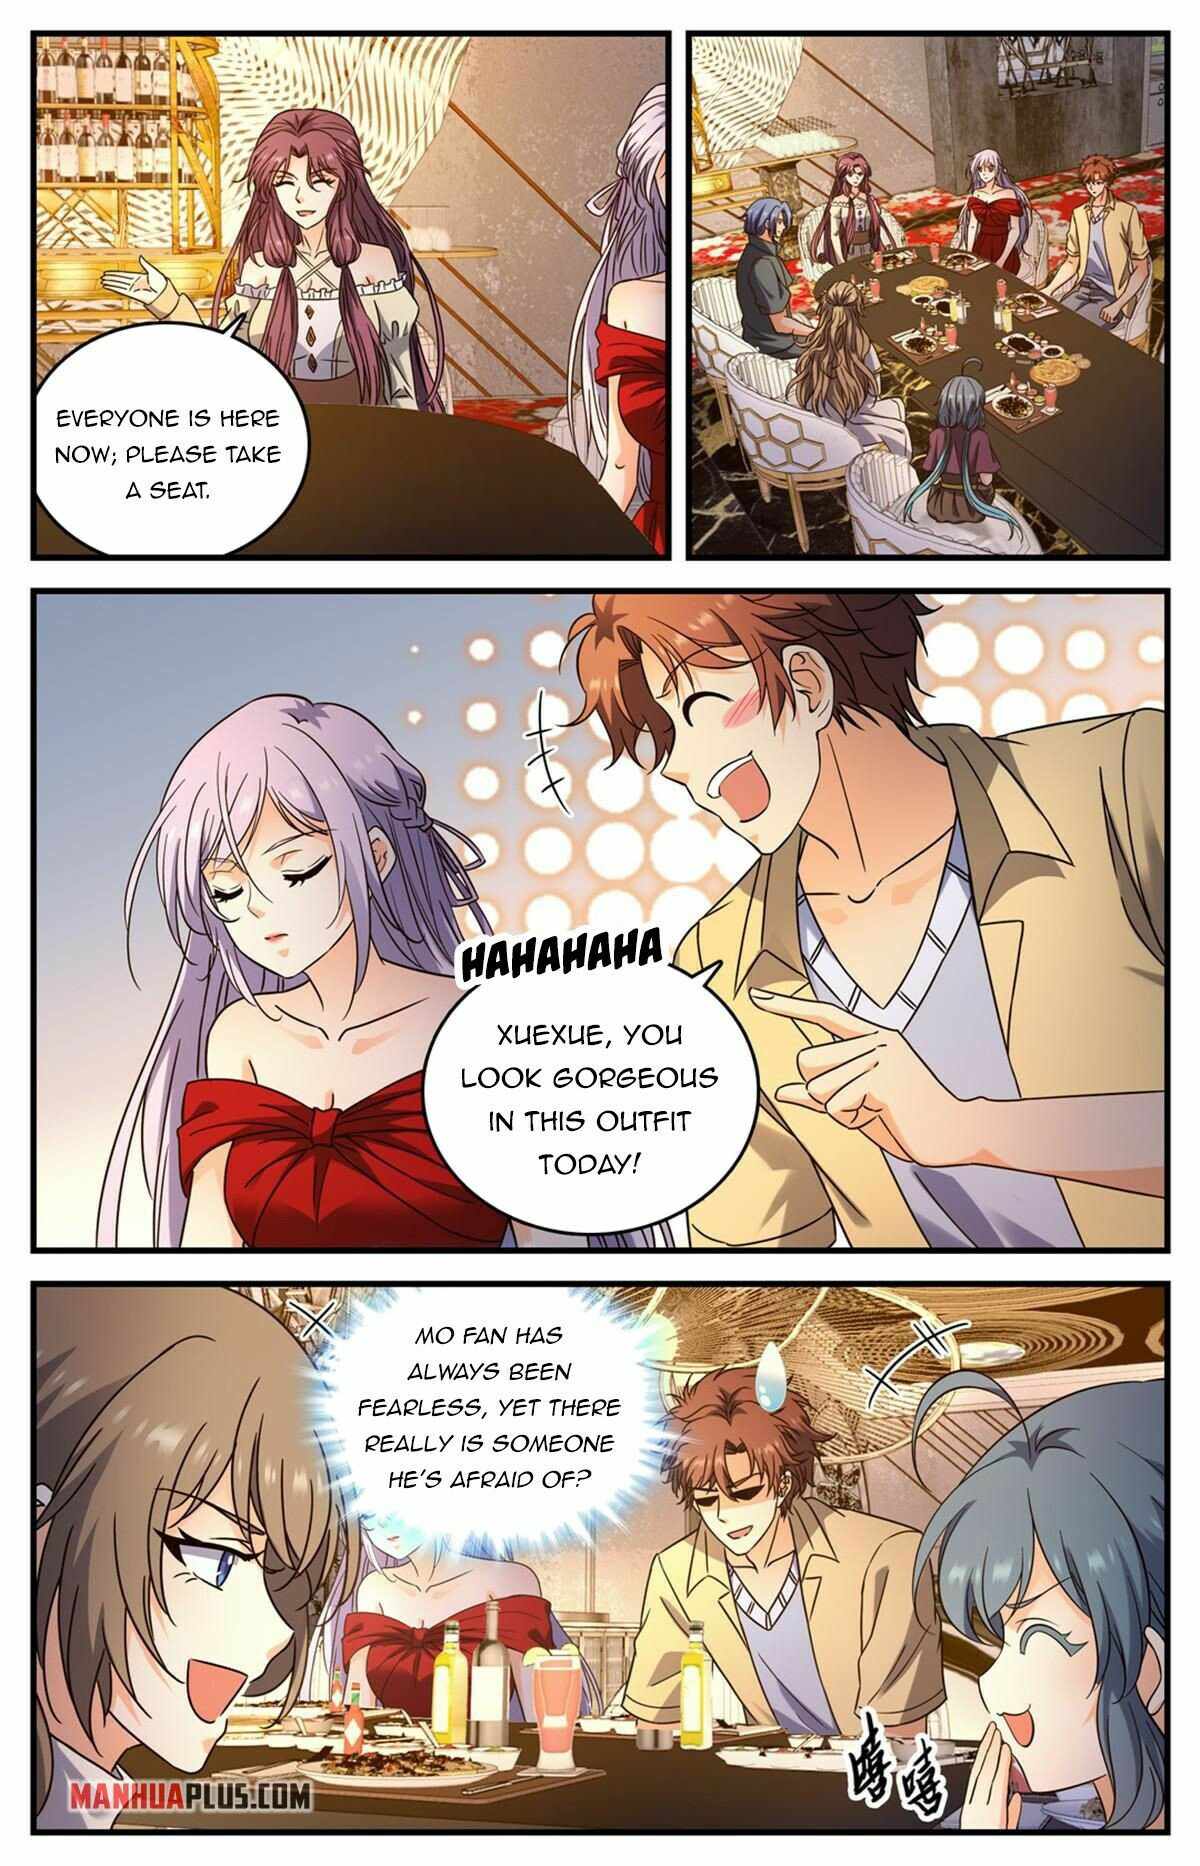 EVERYONE IS HERE
NOW; PLEASE TAKE
A SEAT.
HAHAHAHA
XUEXUE, YOU
LOOK GORGEOUS
IN THIS OUTFIT
TODAY!
MO FAN HAS
ALWAYS BEEN
FEARLESS, YET THERE
REALLY IS SOMEONE
HE'S AFRAID OF?
嘻嘻
MANHUAPLUS.COM